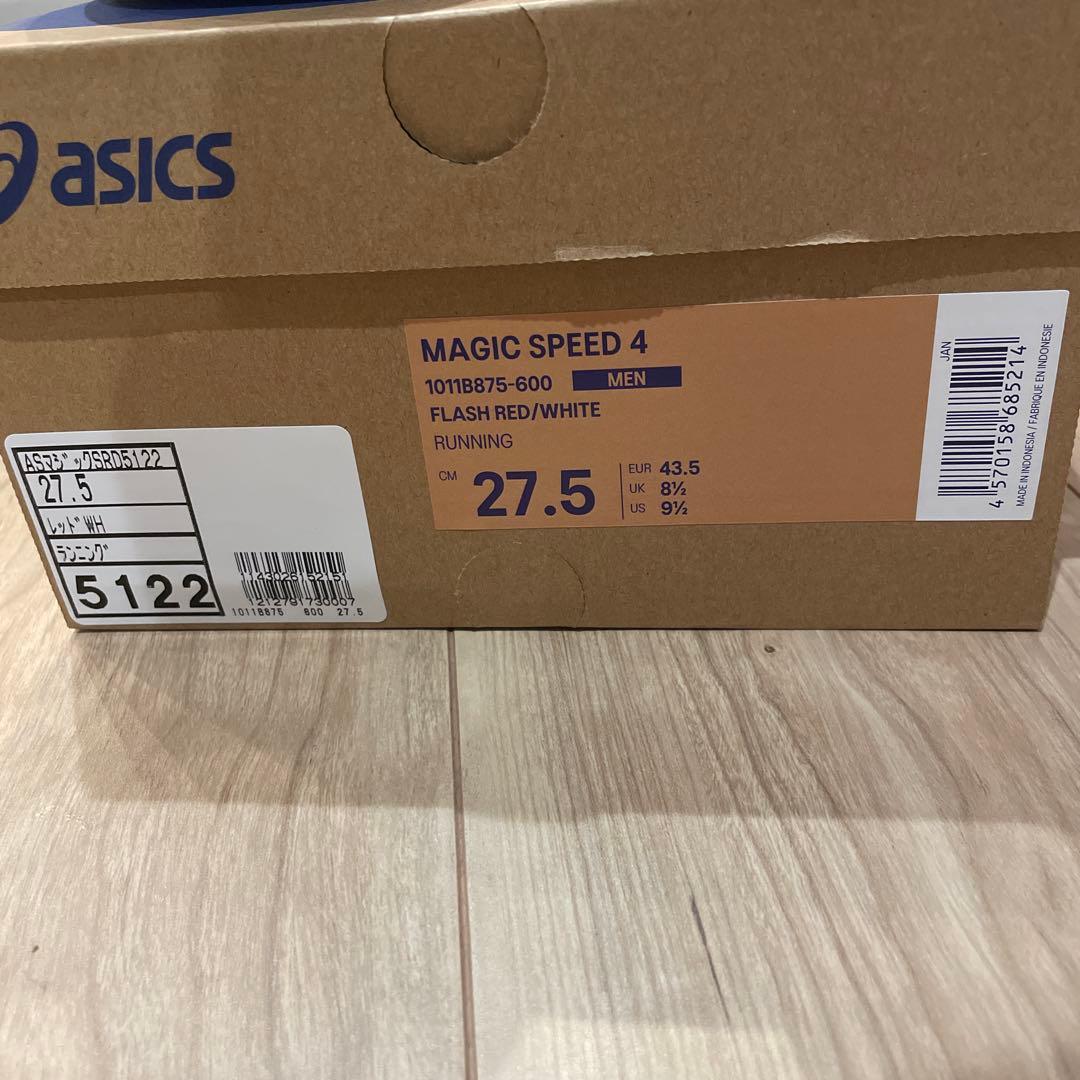 asics
MAGIC SPEED 4
1011B875-600 MEN
FLASH RED/WHITE
RUNNING
CM 27.5
EUR 43.5
UK 8½
US 9½
JAN
4 570158 685214
MADE IN INDONESIA / FABRIQUE EN INDONESIE
ASマジックSRD5122
27.5
レッドWH
ランニング
5122
1212791730007
1011B875 600 27.5